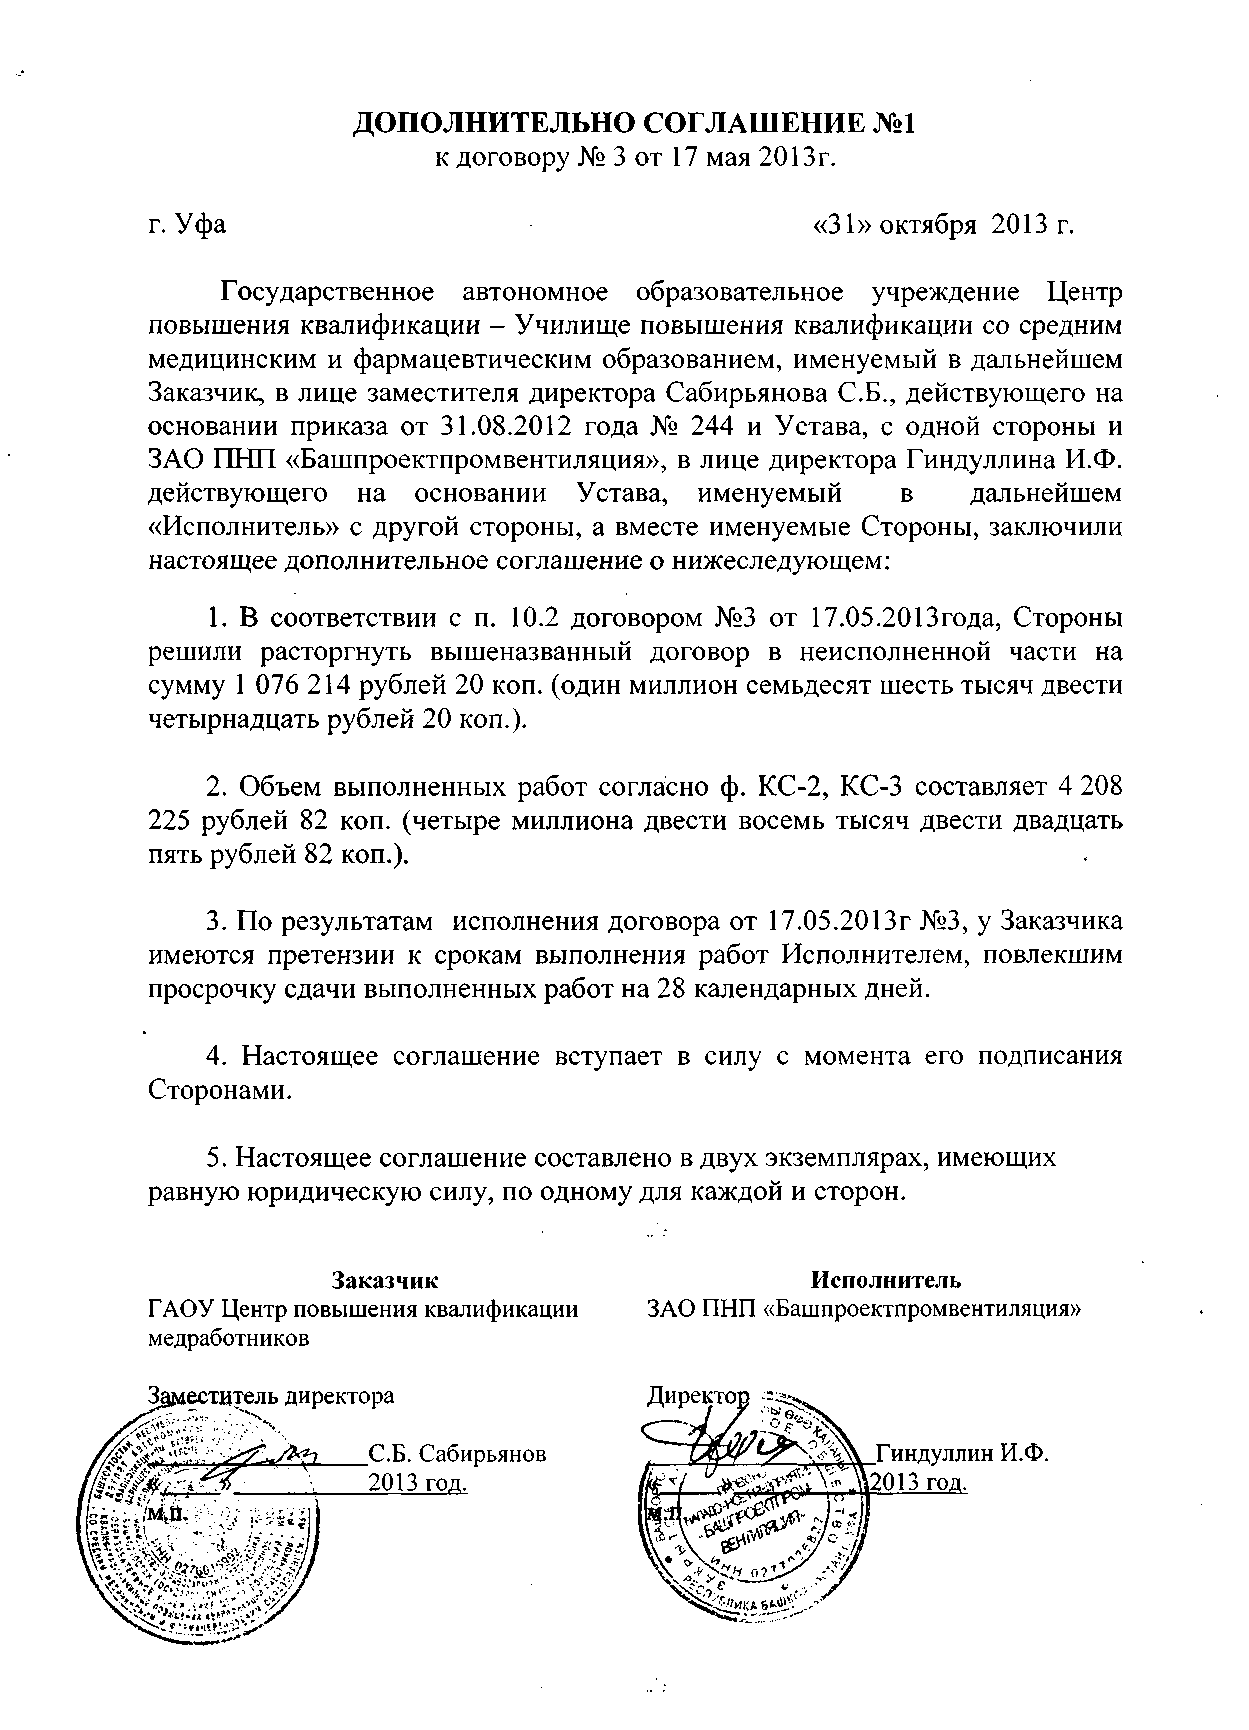 ДОПОЛНИТЕЛЬНО СОГЛАШЕНИЕ №1
к договору № 3 от 17 мая 2013г.
г. Уфа «31» октября 2013 г.
Государственное автономное образовательное учреждение Центр
повышения квалификации – Училище повышения квалификации со средним
медицинским и фармацевтическим образованием, именуемый в дальнейшем
Заказчик, в лице заместителя директора Сабирьянова С.Б., действующего на
основании приказа от 31.08.2012 года № 244 и Устава, с одной стороны и
ЗАО ПНП «Башпроектпромвентиляция», в лице директора Гиндуллина И.Ф.
действующего на основании Устава, именуемый в дальнейшем
«Исполнитель» с другой стороны, а вместе именуемые Стороны, заключили
настоящее дополнительное соглашение о нижеследующем:
1. В соответствии с п. 10.2 договором №3 от 17.05.2013года, Стороны
решили расторгнуть вышеназванный договор в неисполненной части на
сумму 1 076 214 рублей 20 коп. (один миллион семьдесят шесть тысяч двести
четырнадцать рублей 20 коп.).
2. Объем выполненных работ согласно ф. КС-2, КС-3 составляет 4 208
225 рублей 82 коп. (четыре миллиона двести восемь тысяч двести двадцать
пять рублей 82 коп.).
3. По результатам исполнения договора от 17.05.2013г №3, у Заказчика
имеются претензии к срокам выполнения работ Исполнителем, повлекшим
просрочку сдачи выполненных работ на 28 календарных дней.
4. Настоящее соглашение вступает в силу с момента его подписания
Сторонами.
5. Настоящее соглашение составлено в двух экземплярах, имеющих
равную юридическую силу, по одному для каждой и сторон.
Заказчик
ГАОУ Центр повышения квалификации
медработников
Заместитель директора
С.Б. Сабирьянов
2013 год.
М.П.
Исполнитель
ЗАО ПНП «Башпроектпромвентиляция»
Директор
Гиндуллин И.Ф.
2013 год.
М.П.
"БАШПРОЕКТПРОМ
ВЕНТИЛЯЦИЯ"
ИНН